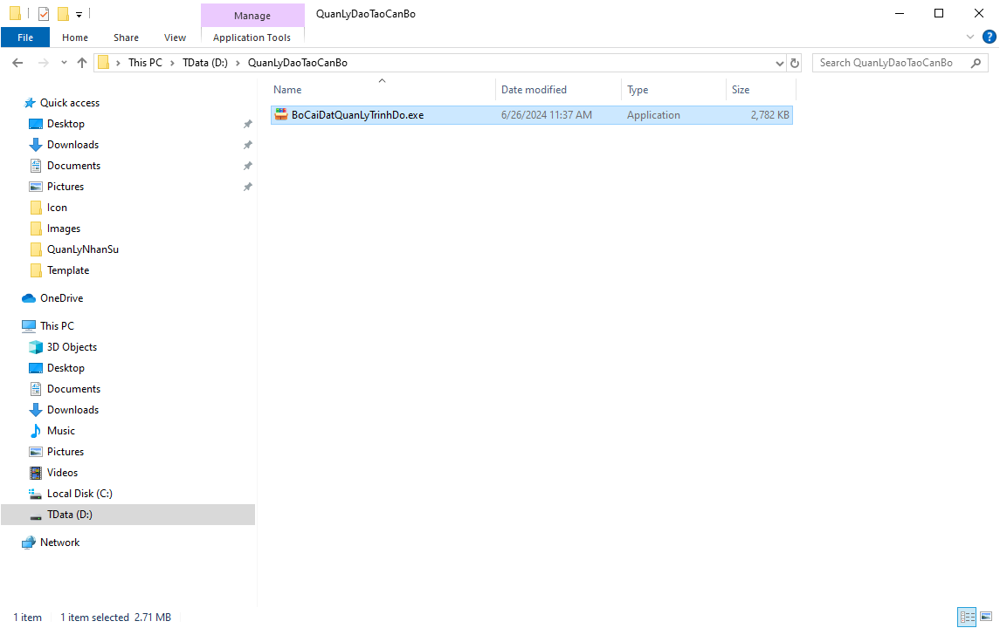 Manage
QuanLyDaoTaoCanBo
File
Home
Share
View
Application Tools
?
This PC > TData (D:) > QuanLyDaoTaoCanBo
Search QuanLyDaoTaoCanBo
Name
Date modified
Type
Size
BoCaiDatQuanLyTrinhDo.exe
6/26/2024 11:37 AM
Application
2,782 KB
Quick access
Desktop
Downloads
Documents
Pictures
Icon
Images
QuanLyNhanSu
Template
OneDrive
This PC
3D Objects
Desktop
Documents
Downloads
Music
Pictures
Videos
Local Disk (C:)
TData (D:)
Network
1 item
1 item selected 2.71 MB